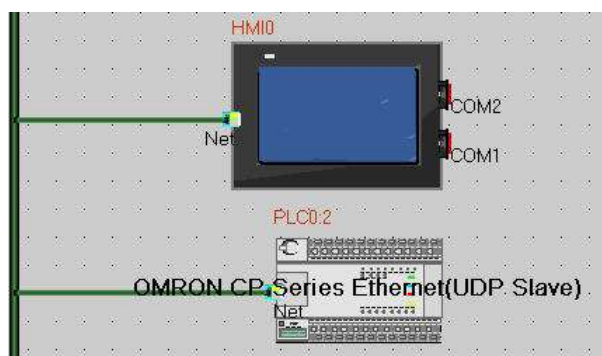 HMI0
COM2
Net
COM1
PLC0:2
OMRON CP Series Ethernet(UDP Slave)
Net